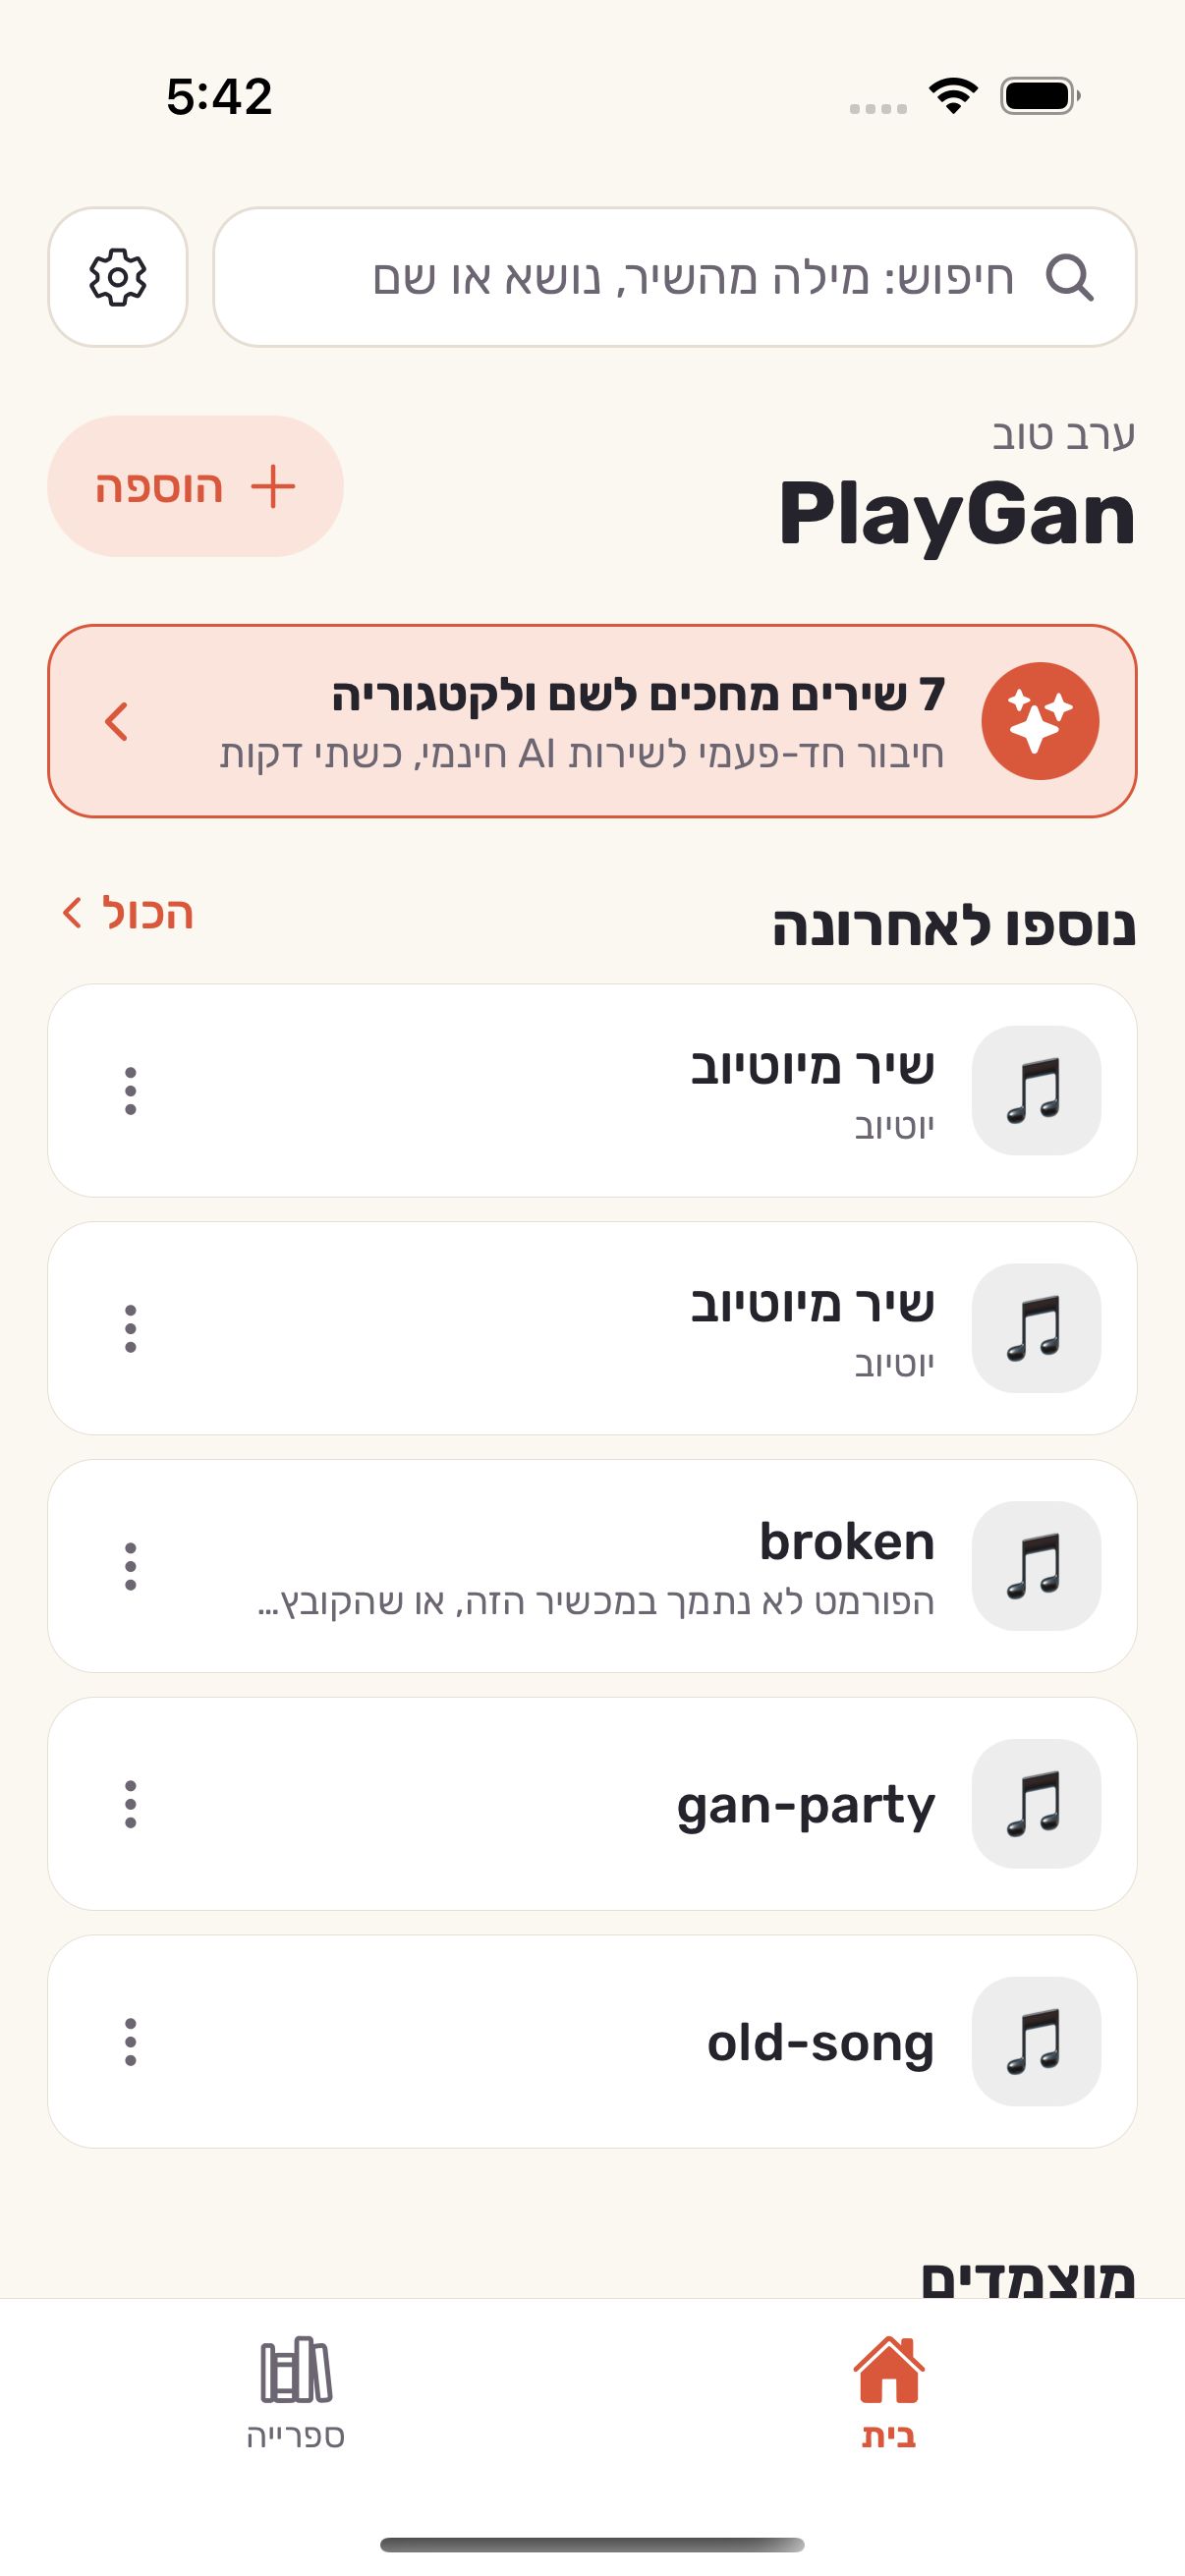 5:42
חיפוש: מילה מהשיר, נושא או שם
ערב טוב
PlayGan
הוספה
7 שירים מחכים לשם ולקטגוריה
חיבור חד-פעמי לשירות AI חינמי, כשתי דקות
נוספו לאחרונה
הכול
שיר מיוטיוב
יוטיוב
שיר מיוטיוב
יוטיוב
broken
הפורמט לא נתמך במכשיר הזה, או שהקובץ...
gan-party
old-song
מוצמדים
בית
ספרייה